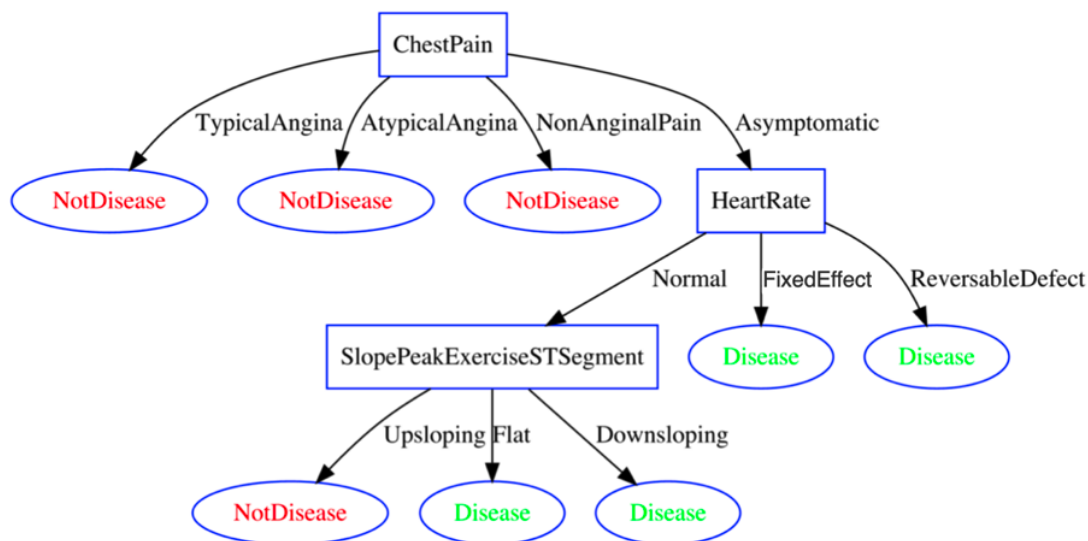 ChestPain
TypicalAngina AtypicalAngina NonAnginalPain Asymptomatic
NotDisease NotDisease NotDisease HeartRate
Normal FixedEffect ReversableDefect
SlopePeakExerciseSTSegment Disease Disease
Upsloping Flat Downsloping
NotDisease Disease Disease